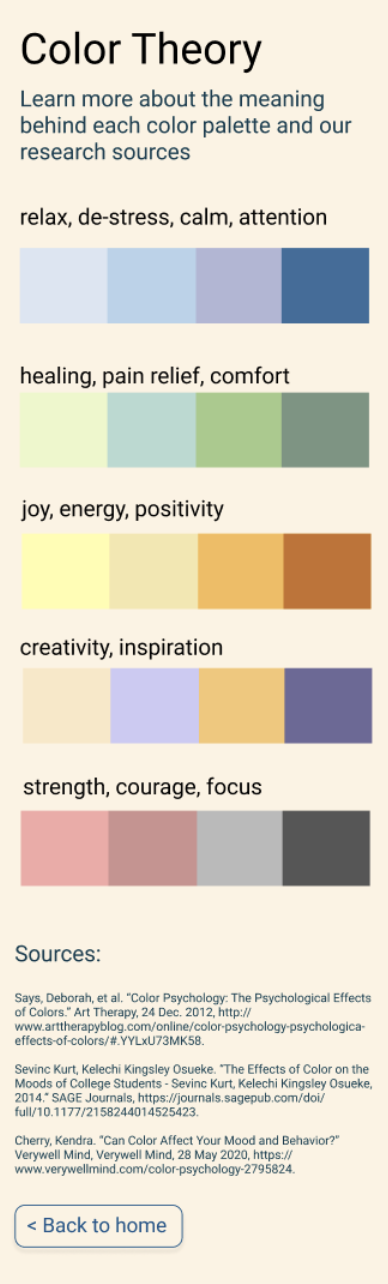 Color Theory
Learn more about the meaning
behind each color palette and our
research sources
relax, de-stress, calm, attention
healing, pain relief, comfort
joy, energy, positivity
creativity, inspiration
strength, courage, focus
Sources:
Says, Deborah, et al. “Color Psychology: The Psychological Effects
of Colors.” Art Therapy, 24 Dec. 2012, http://
www.arttherapyblog.com/online/color-psychology-psychologica-
effects-of-colors/#.YYLxU73MK58.
Sevinc Kurt, Kelechi Kingsley Osueke. “The Effects of Color on the
Moods of College Students - Sevinc Kurt, Kelechi Kingsley Osueke,
2014.” SAGE Journals, https://journals.sagepub.com/doi/
full/10.1177/2158244014525423.
Cherry, Kendra. “Can Color Affect Your Mood and Behavior?”
Verywell Mind, Verywell Mind, 28 May 2020, https://
www.verywellmind.com/color-psychology-2795824.
< Back to home